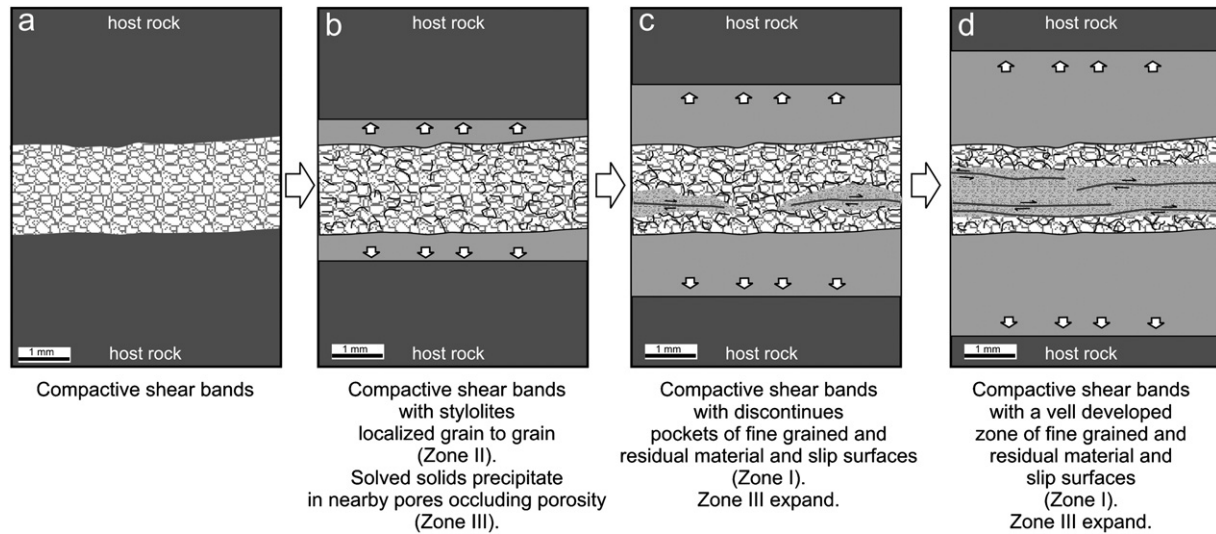 a
host rock
1 mm
host rock
Compactive shear bands
b
host rock
1 mm
host rock
Compactive shear bands
with stylolites
localized grain to grain
(Zone II).
Solved solids precipitate
in nearby pores occluding porosity
(Zone III).
c
host rock
1 mm
host rock
Compactive shear bands
with discontinues
pockets of fine grained and
residual material and slip surfaces
(Zone I).
Zone III expand.
d
host rock
1 mm
host rock
Compactive shear bands
with a vell developed
zone of fine grained and
residual material and
slip surfaces
(Zone I).
Zone III expand.